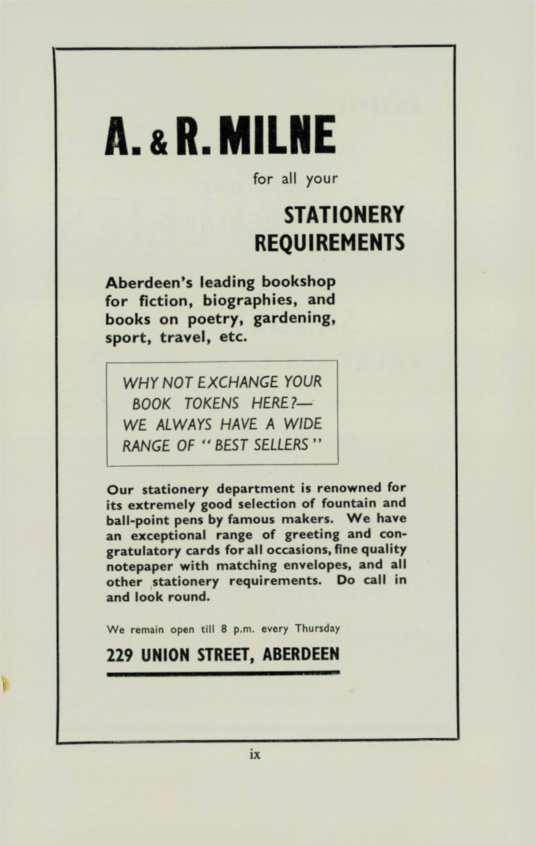 A. & R. MILNE
for all your
STATIONERY
REQUIREMENTS
Aberdeen's leading bookshop
for fiction, biographies, and
books on poetry, gardening,
sport, travel, etc.
WHY NOT EXCHANGE YOUR
BOOK TOKENS HERE?—
WE ALWAYS HAVE A WIDE
RANGE OF "BEST SELLERS"
Our stationery department is renowned for
its extremely good selection of fountain and
ball-point pens by famous makers. We have
an exceptional range of greeting and con-
gratulatory cards for all occasions, fine quality
notepaper with matching envelopes, and all
other stationery requirements. Do call in
and look round.
We remain open till 8 p.m. every Thursday
229 UNION STREET, ABERDEEN
ix